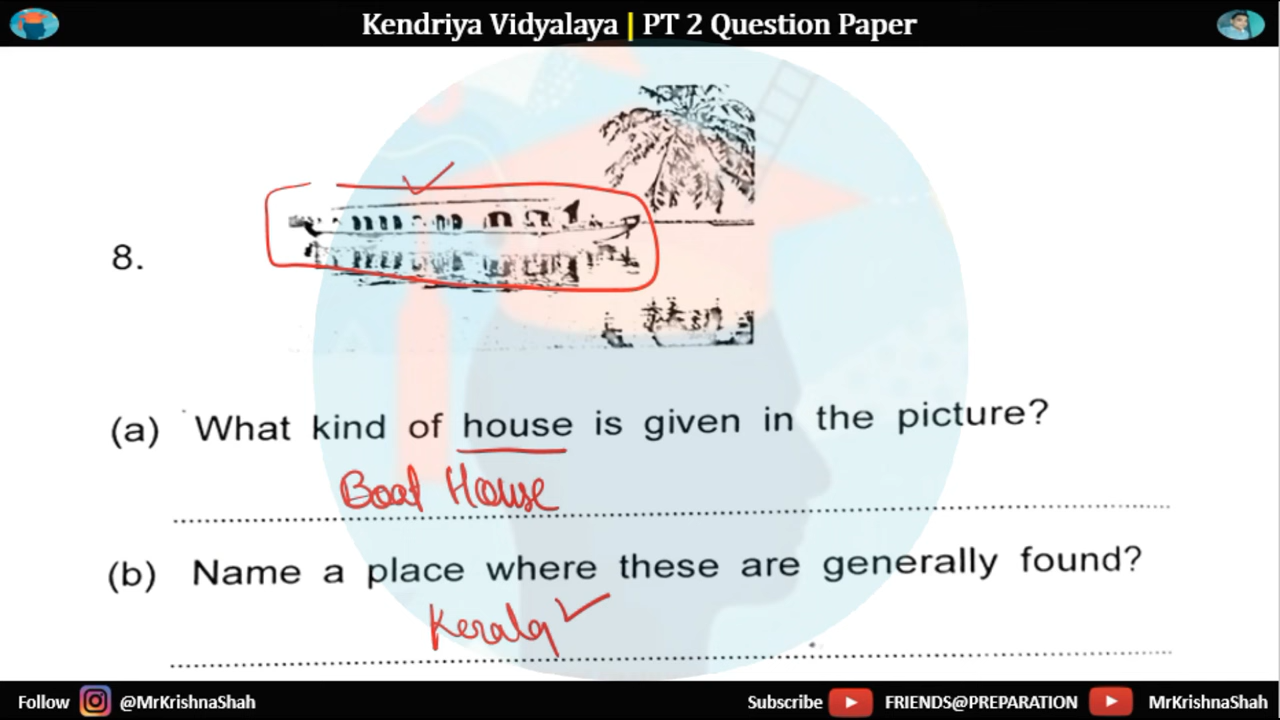 Kendriya Vidyalaya | PT 2 Question Paper
8.
(a) What kind of house is given in the picture?
Boat House
(b) Name a place where these are generally found?
Kerala
Follow @MrKrishnaShah
Subscribe FRIENDS@PREPARATION MrKrishnaShah